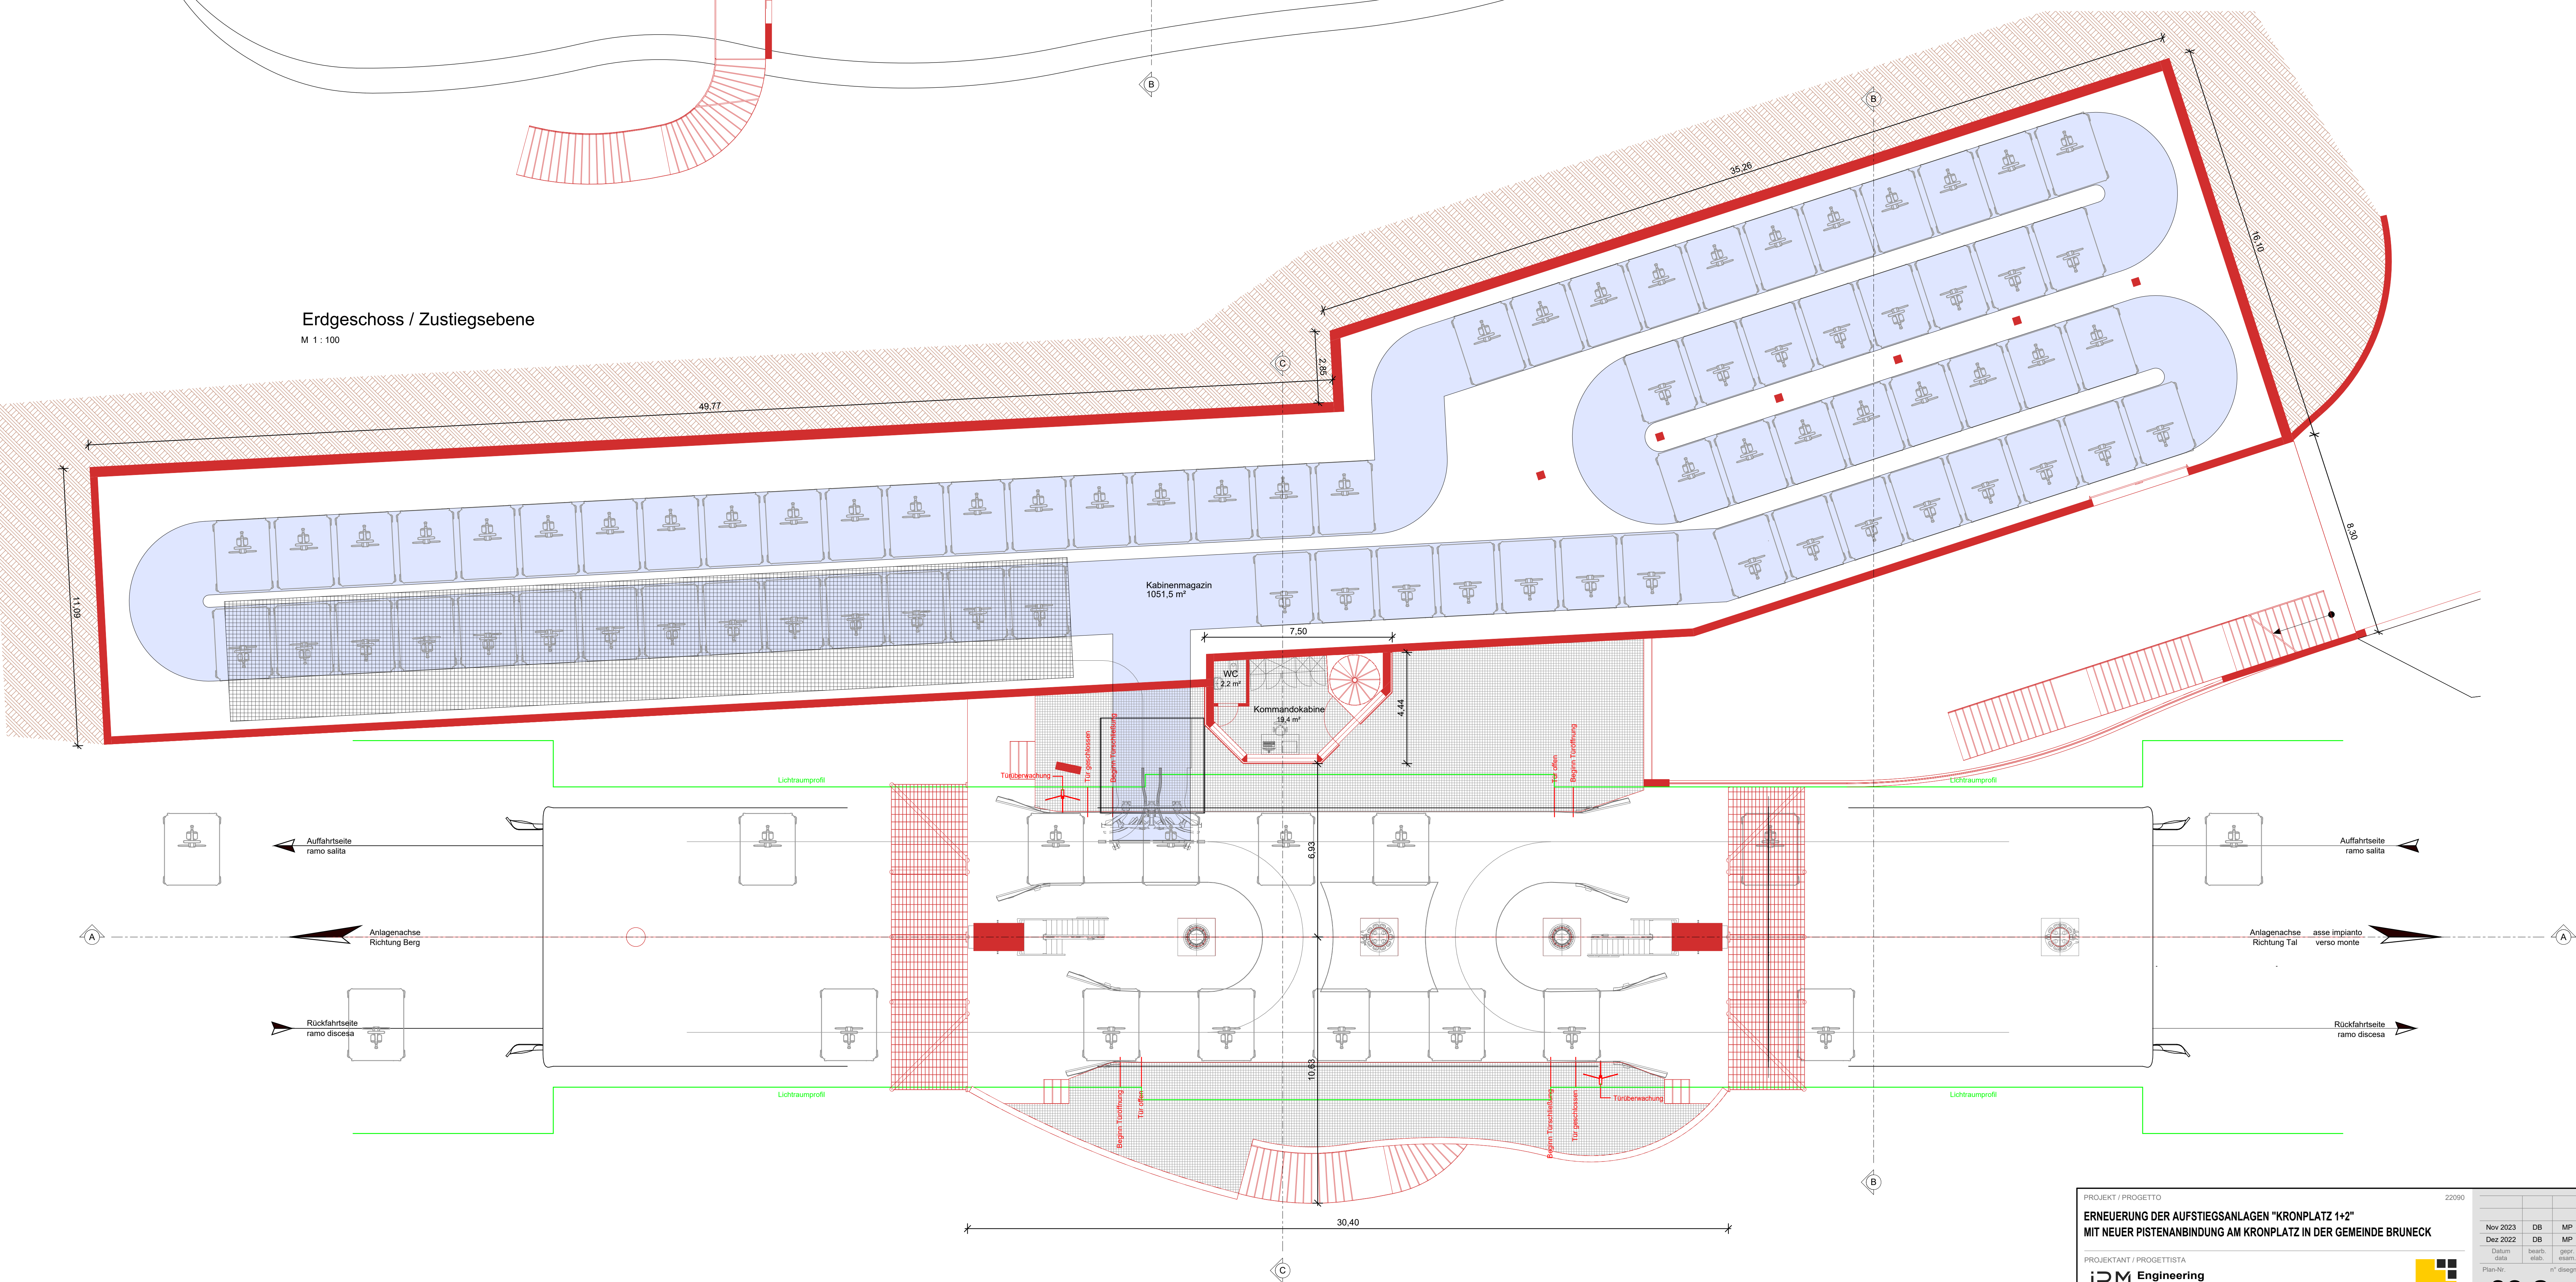 B
B
35,26
16,10
Erdgeschoss / Zustiegsebene
M 1 : 100
C
2,85
49,77
11,09
8,30
Kabinenmagazin
1051,5 m²
7,50
WC
2,2 m²
Kommandokabine
19,4 m²
4,44
Türüberwachung
Tür geschlossen
Beginn Türschließung
Tür offen
Beginn Türöffnung
Lichtraumprofil
Lichtraumprofil
Auffahrtseite
ramo salita
6,93
Auffahrtseite
ramo salita
A
Anlagenachse
Richtung Berg
Anlagenachse
Richtung Tal
asse impianto
verso monte
A
Rückfahrtseite
ramo discesa
Rückfahrtseite
ramo discesa
10,63
Lichtraumprofil
Beginn Türöffnung
Tür offen
Beginn Türschließung
Tür geschlossen
Türüberwachung
Lichtraumprofil
B
30,40
C
PROJEKT / PROGETTO
22090
ERNEUERUNG DER AUFSTIEGSANLAGEN "KRONPLATZ 1+2"
MIT NEUER PISTENANBINDUNG AM KRONPLATZ IN DER GEMEINDE BRUNECK
PROJEKTANT / PROGETTISTA
Engineering
Nov 2023 DB MP
Dez 2022 DB MP
Datum bearb. gepr.
data elab. esam.
Plan-Nr.